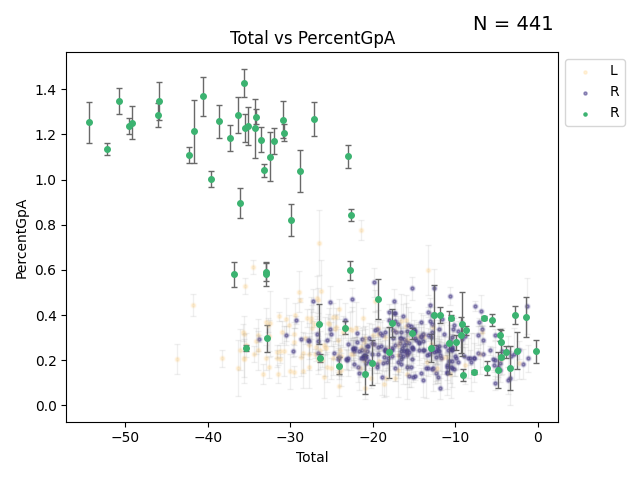 N = 441
Total vs PercentGpA
L
R
R
PercentGpA
1.4
1.2
1.0
0.8
0.6
0.4
0.2
0.0
−50 −40 −30 −20 −10 0
Total